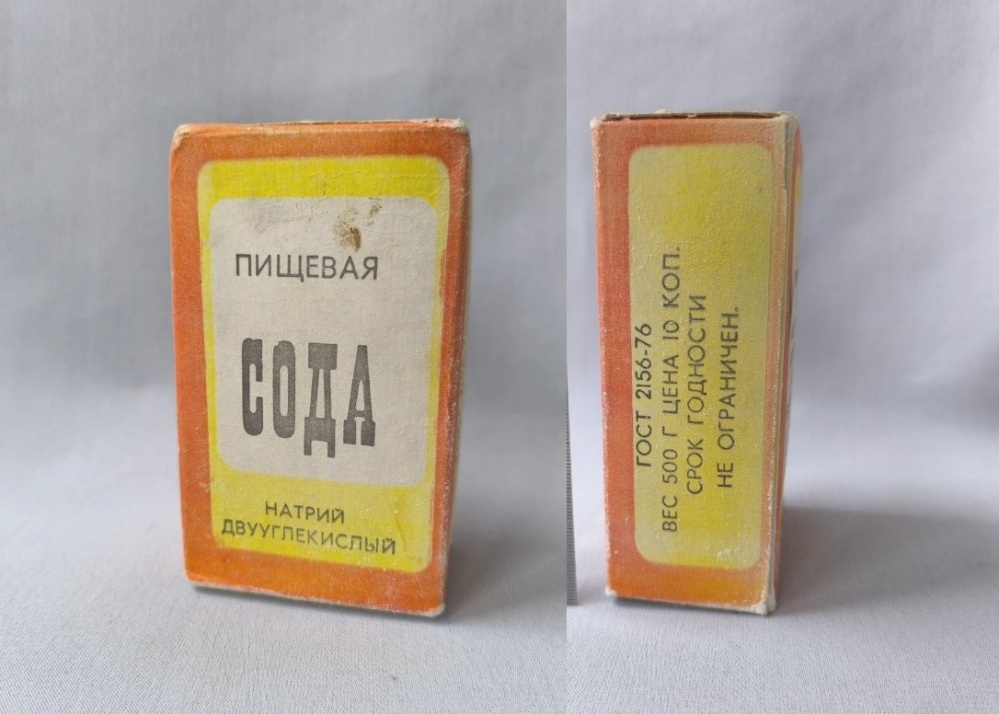 ПИЩЕВАЯ
СОДА
НАТРИЙ
ДВУУГЛЕКИСЛЫЙ
ГОСТ 2156-76
ВЕС 500 Г ЦЕНА 10 КОП.
СРОК ГОДНОСТИ
НЕ ОГРАНИЧЕН.